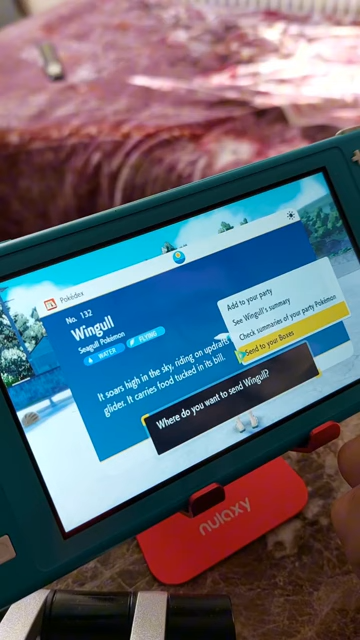 Pokédex
No. 132
Wingull
Seagull Pokémon
WATER FLYING
It soars high in the sky, riding on updrafts
glider. It carries food tucked in its bill.
Add to your party
See Wingull's summary
Check summaries of your party Pokémon
Send to your Boxes
Where do you want to send Wingull?
nulaxy